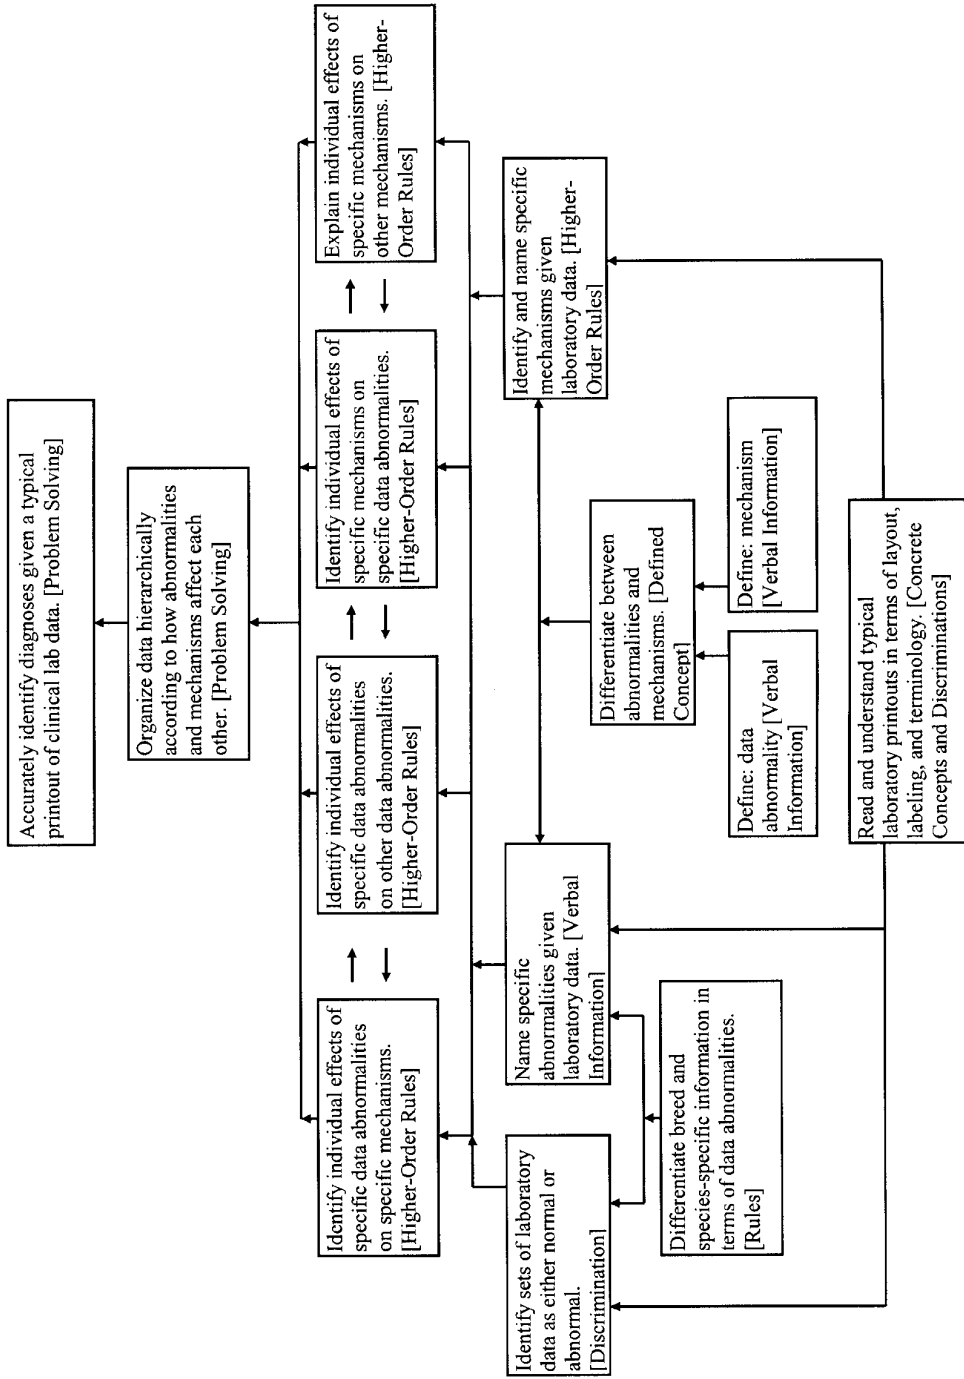 Accurately identify diagnoses given a typical
printout of clinical lab data. [Problem Solving]
Organize data hierarchically
according to how abnormalities
and mechanisms affect each
other. [Problem Solving]
Identify individual effects of
specific data abnormalities
on specific mechanisms.
[Higher-Order Rules]
Identify individual effects of
specific data abnormalities
on other data abnormalities.
[Higher-Order Rules]
Identify individual effects of
specific mechanisms on
specific data abnormalities.
[Higher-Order Rules]
Explain individual effects of
specific mechanisms on
other mechanisms. [Higher-
Order Rules]
Identify sets of laboratory
data as either normal or
abnormal.
[Discrimination]
Name specific
abnormalities given
laboratory data. [Verbal
Information]
Identify and name specific
mechanisms given
laboratory data. [Higher-
Order Rules]
Differentiate between
abnormalities and
mechanisms. [Defined
Concept]
Differentiate breed and
species-specific information in
terms of data abnormalities.
[Rules]
Define: data
abnormality [Verbal
Information]
Define: mechanism
[Verbal Information]
Read and understand typical
laboratory printouts in terms of layout,
labeling, and terminology. [Concrete
Concepts and Discriminations]